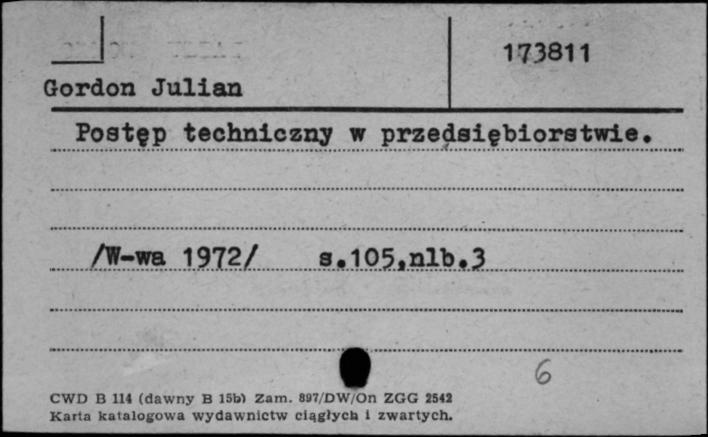 173811
Gordon Julian
Postęp techniczny w przedsiębiorstwie.
/W-wa 1972/ s.105,nlb.3
6
CWD B 114 (dawny B 15b) Zam. 897/DW/On ZGG 2542
Karta katalogowa wydawnictw ciągłych i zwartych.